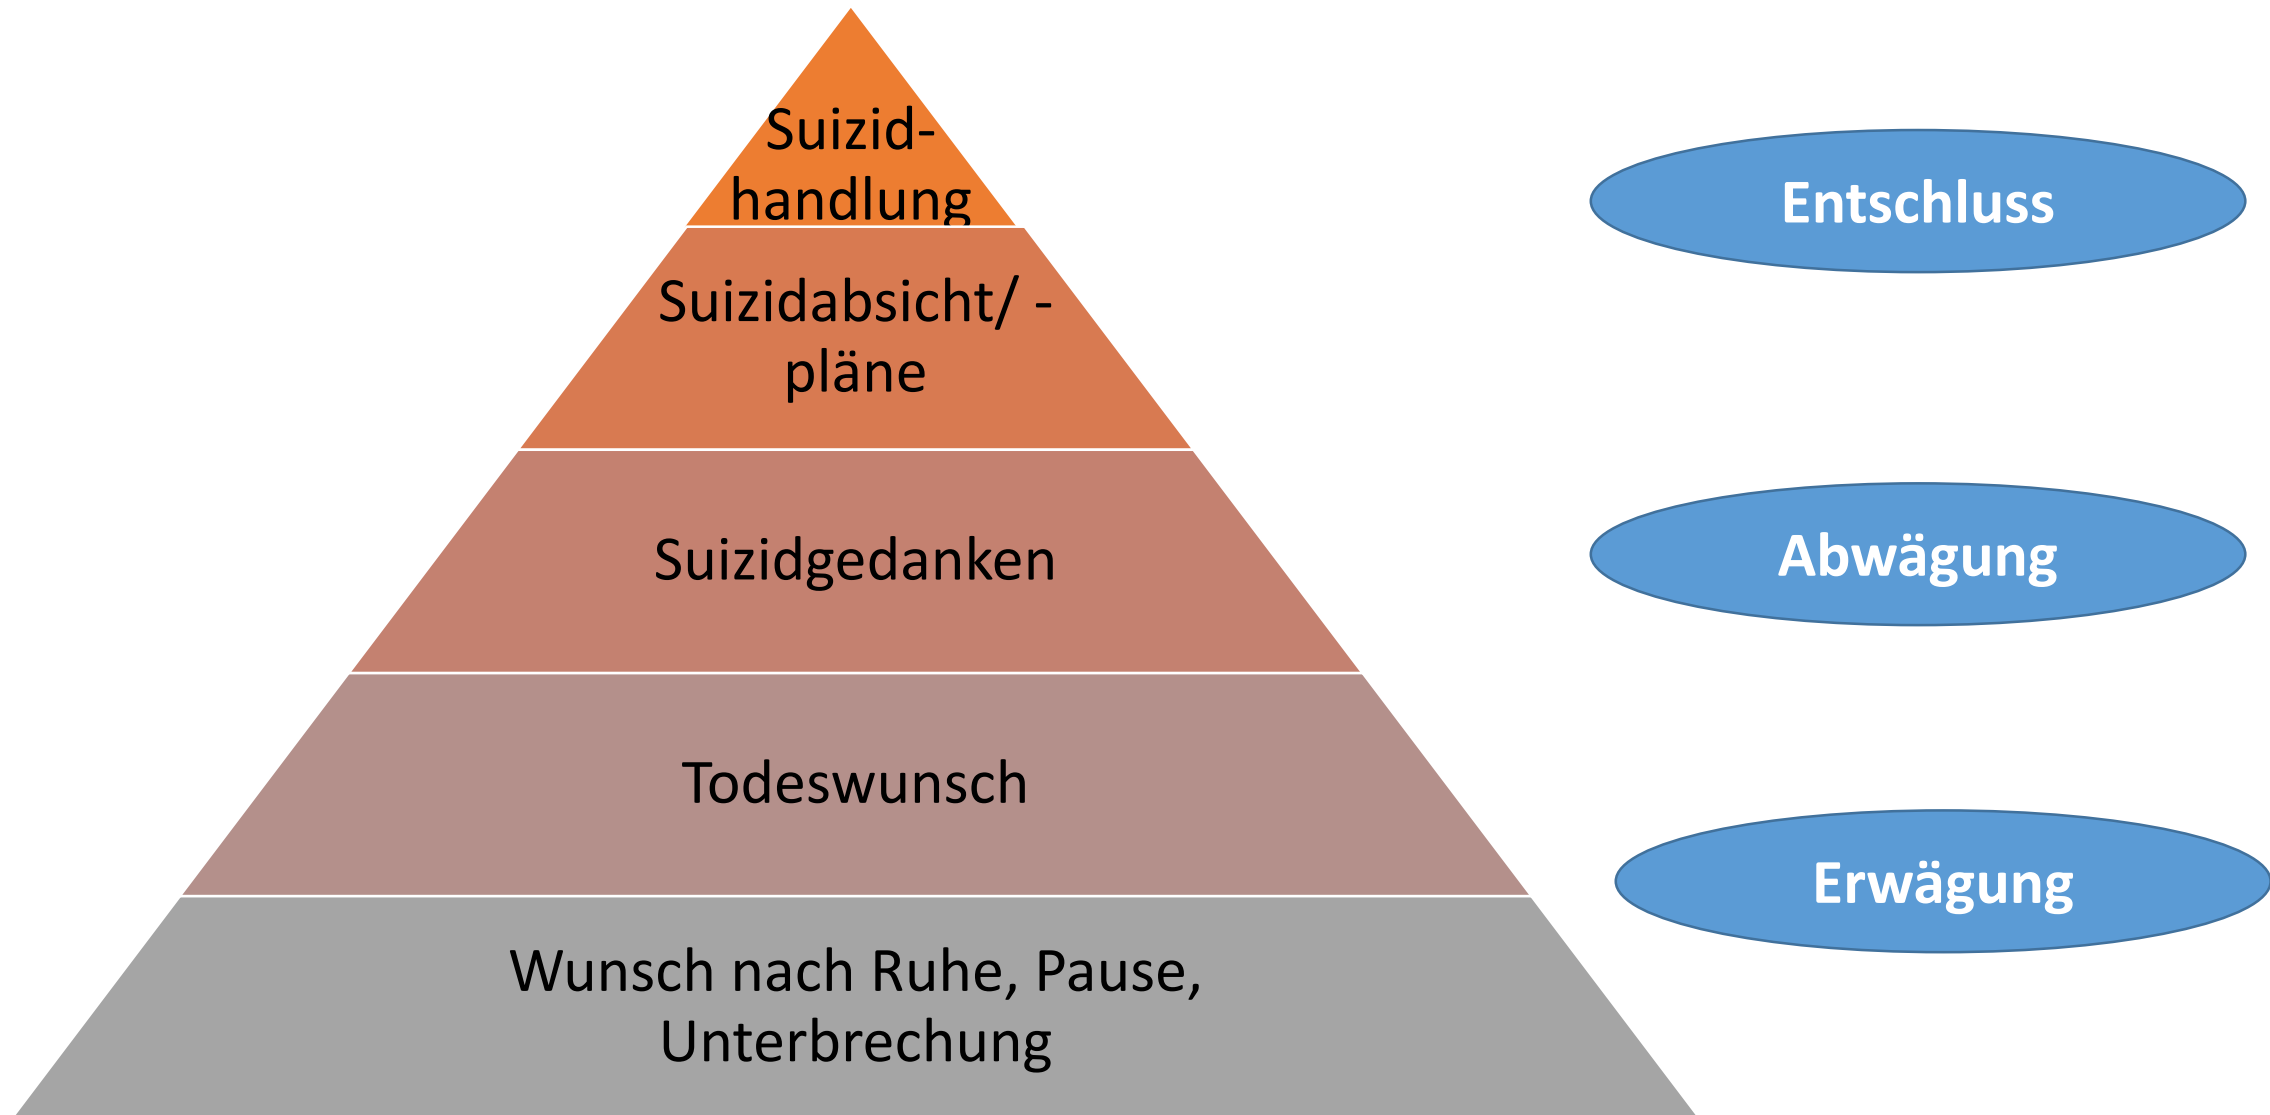 Suizid-
handlung
Suizidabsicht/ -
pläne
Suizidgedanken
Todeswunsch
Wunsch nach Ruhe, Pause,
Unterbrechung
Entschluss
Abwägung
Erwägung